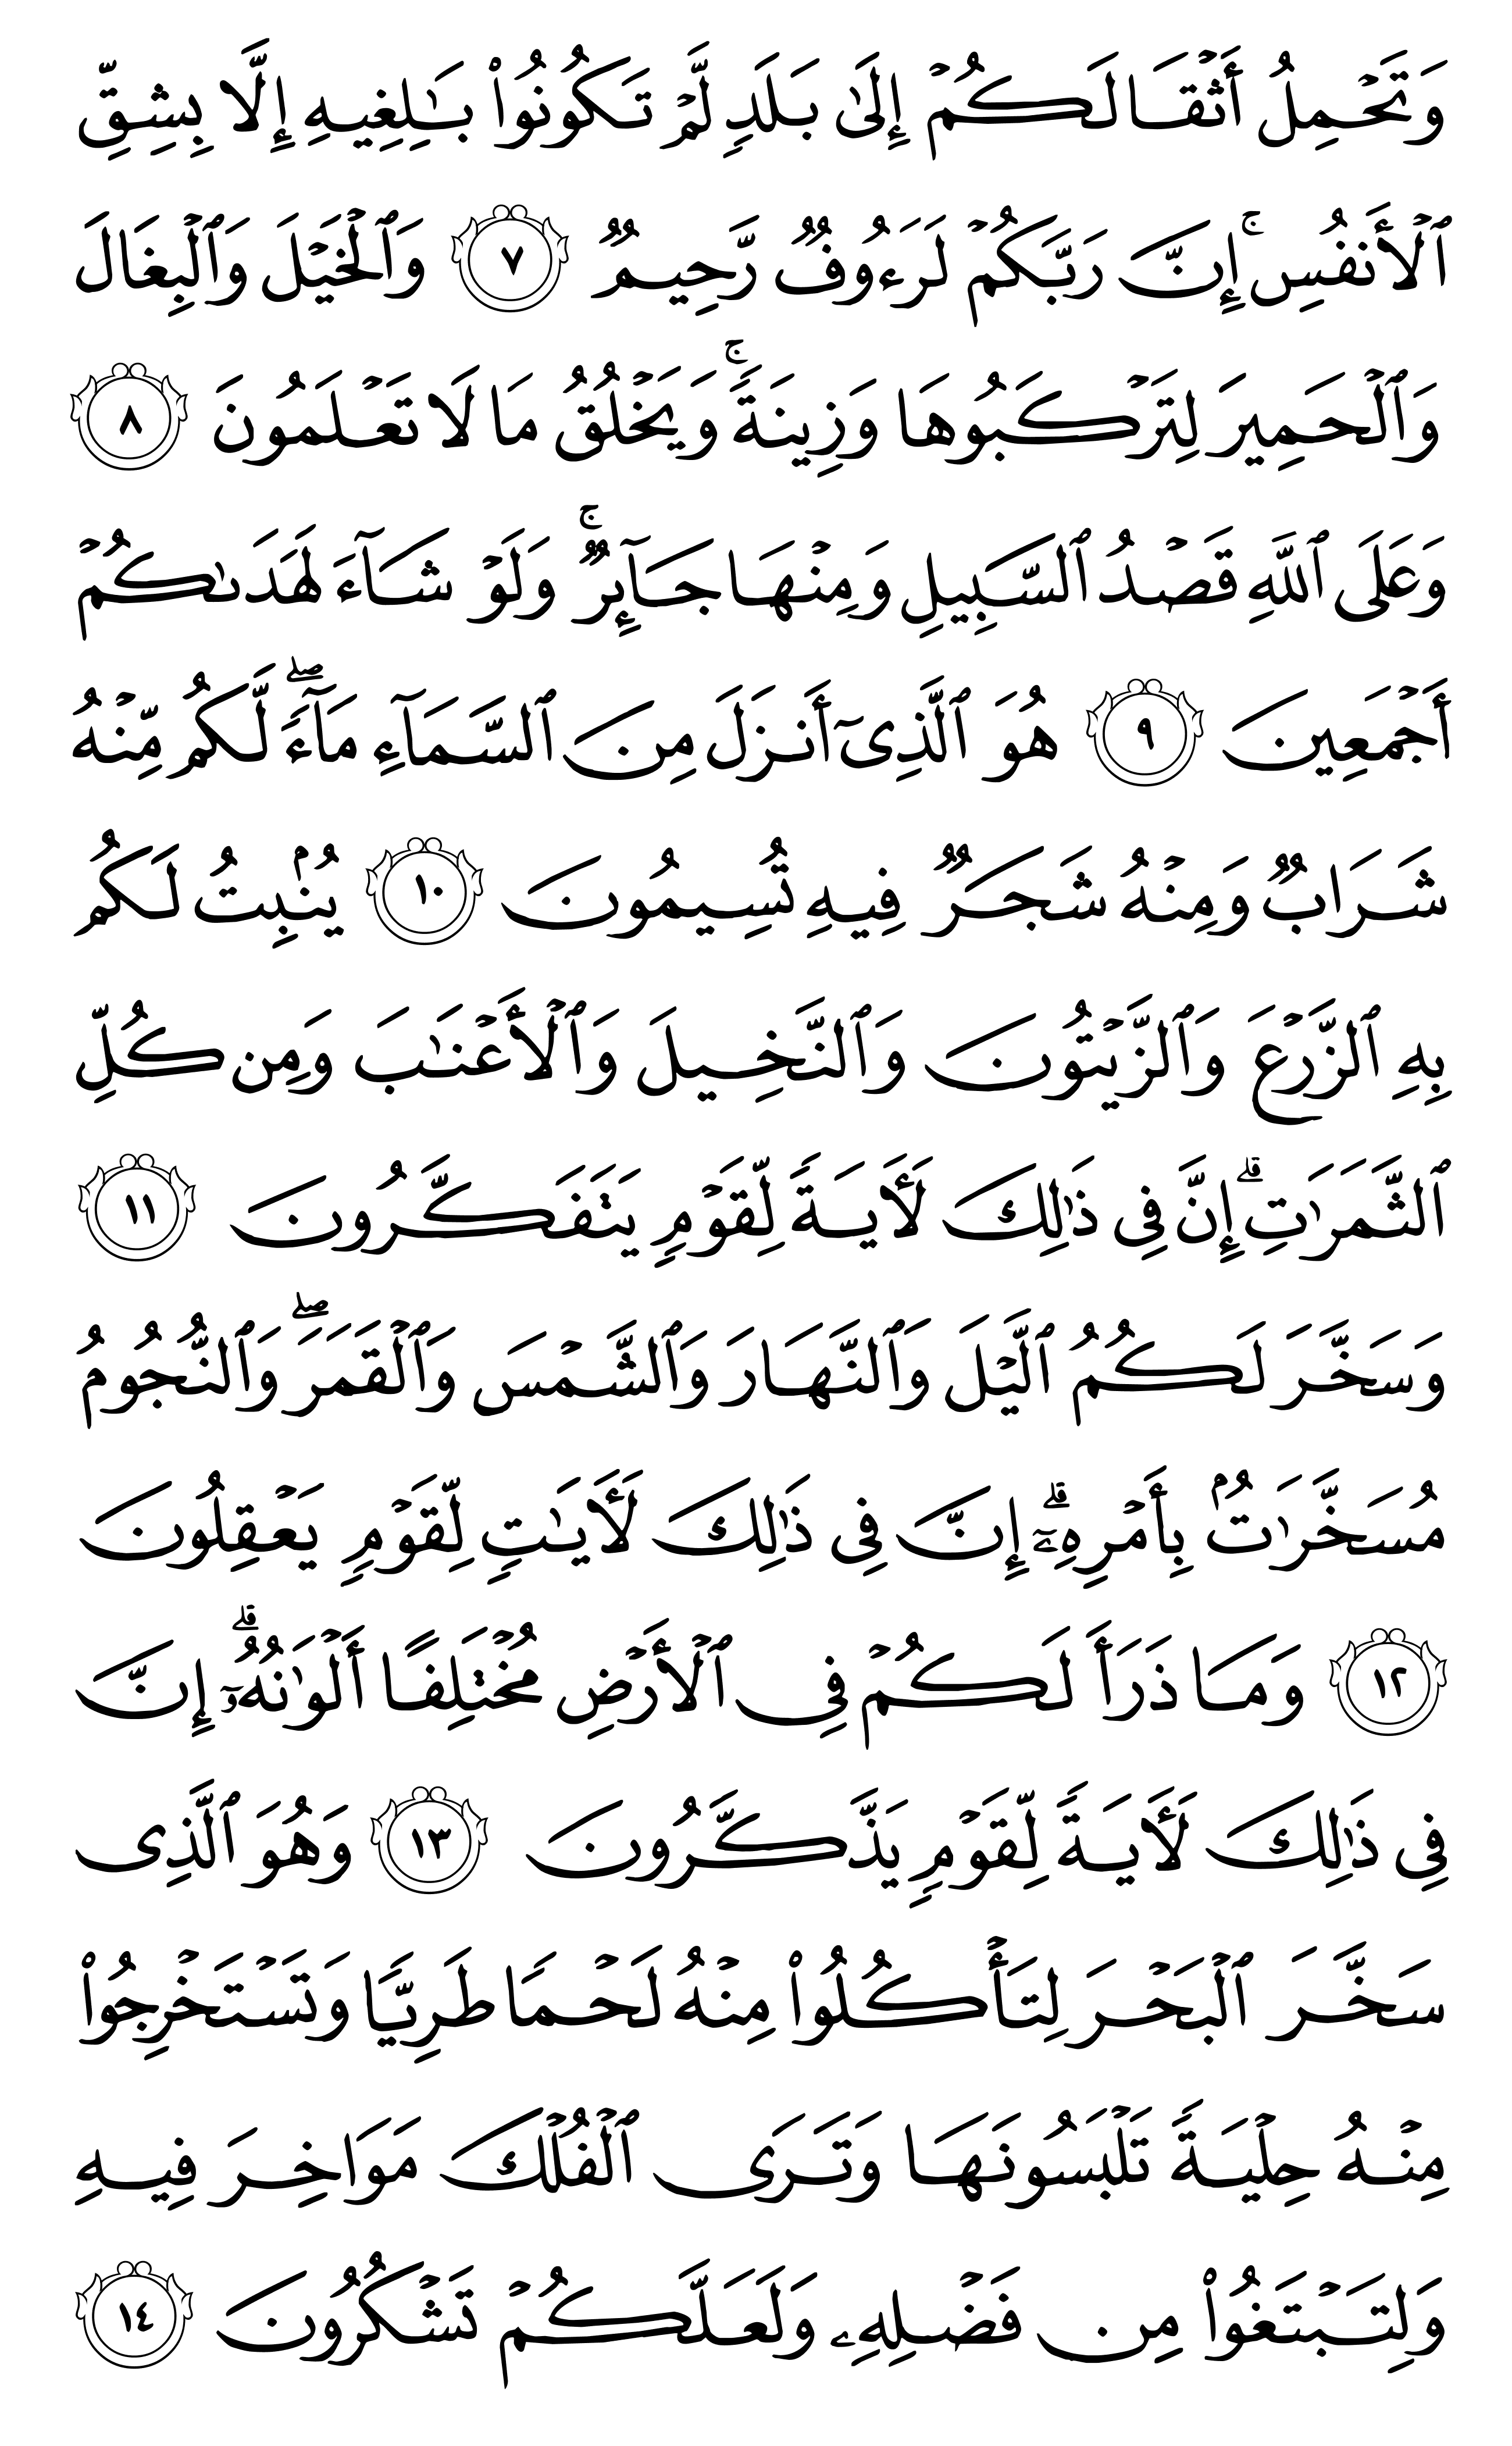 وَتَحْمِلُ أَثْقَالَكُمْ إِلَىٰ بَلَدٍ لَّمْ تَكُونُوا۟ بَـٰلِغِيهِ إِلَّا بِشِقِّ
ٱلْأَنفُسِ ۚ إِنَّ رَبَّكُمْ لَرَءُوفٌ رَّحِيمٌ ٧ وَٱلْخَيْلَ وَٱلْبِغَالَ
وَٱلْحَمِيرَ لِتَرْكَبُوهَا وَزِينَةً ۚ وَيَخْلُقُ مَا لَا تَعْلَمُونَ ٨
وَعَلَى ٱللَّهِ قَصْدُ ٱلسَّبِيلِ وَمِنْهَا جَآئِرٌ ۚ وَلَوْ شَآءَ لَهَدَىٰكُمْ
أَجْمَعِينَ ٩ هُوَ ٱلَّذِىٓ أَنزَلَ مِنَ ٱلسَّمَآءِ مَآءً ۖ لَّكُم مِّنْهُ
شَرَابٌ وَمِنْهُ شَجَرٌ فِيهِ تُسِيمُونَ ١٠ يُنۢبِتُ لَكُم
بِهِ ٱلزَّرْعَ وَٱلزَّيْتُونَ وَٱلنَّخِيلَ وَٱلْأَعْنَـٰبَ وَمِن كُلِّ
ٱلثَّمَرَٰتِ ۗ إِنَّ فِى ذَٰلِكَ لَـَٔايَةً لِّقَوْمٍ يَتَفَكَّرُونَ ١١
وَسَخَّرَ لَكُمُ ٱلَّيْلَ وَٱلنَّهَارَ وَٱلشَّمْسَ وَٱلْقَمَرَ ۖ وَٱلنُّجُومُ
مُسَخَّرَٰتٌۢ بِأَمْرِهِۦٓ ۗ إِنَّ فِى ذَٰلِكَ لَـَٔايَـٰتٍ لِّقَوْمٍ يَعْقِلُونَ
١٢ وَمَا ذَرَأَ لَكُمْ فِى ٱلْأَرْضِ مُخْتَلِفًا أَلْوَٰنُهُۥٓ ۗ إِنَّ
فِى ذَٰلِكَ لَـَٔايَةً لِّقَوْمٍ يَذَّكَّرُونَ ١٣ وَهُوَ ٱلَّذِى
سَخَّرَ ٱلْبَحْرَ لِتَأْكُلُوا۟ مِنْهُ لَحْمًا طَرِيًّا وَتَسْتَخْرِجُوا۟
مِنْهُ حِلْيَةً تَلْبَسُونَهَا وَتَرَى ٱلْفُلْكَ مَوَاخِرَ فِيهِ
وَلِتَبْتَغُوا۟ مِن فَضْلِهِۦ وَلَعَلَّكُمْ تَشْكُرُونَ ١٤